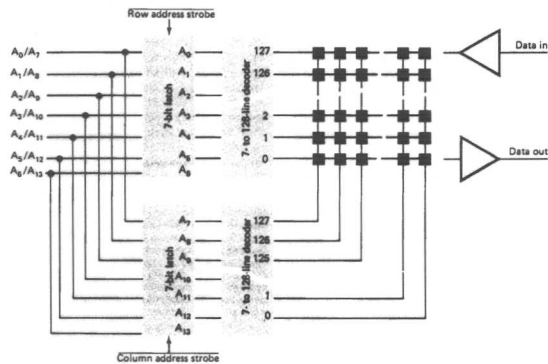 Row address strobe
A₀/A₇
A₁/A₈
A₂/A₉
A₃/A₁₀
A₄/A₁₁
A₅/A₁₂
A₆/A₁₃
7-bit latch
A₀
A₁
A₂
A₃
A₄
A₅
A₆
7- to 128-line decoder
127
126
2
1
0
Data in
Data out
7-bit latch
A₇
A₈
A₉
A₁₀
A₁₁
A₁₂
A₁₃
7- to 128-line decoder
127
126
125
1
0
Column address strobe